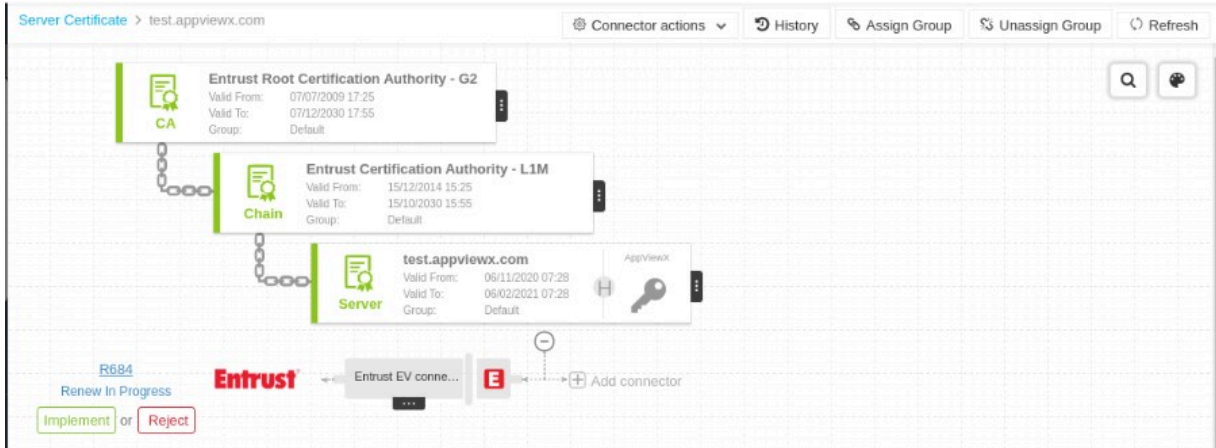 Server Certificate > test.appviewx.com
Connector actions
History
Assign Group
Unassign Group
Refresh
Entrust Root Certification Authority - G2
Valid From: 07/07/2009 17:25
Valid To: 07/12/2030 17:55
Group: Default
CA
Entrust Certification Authority - L1M
Valid From: 15/12/2014 15:25
Valid To: 15/10/2030 15:55
Group: Default
Chain
test.appviewx.com
Valid From: 06/11/2020 07:28
Valid To: 06/02/2021 07:28
Group: Default
Server
H
AppViewX
R684
Renew In Progress
Implement or Reject
Entrust
Entrust EV conne...
E
Add connector